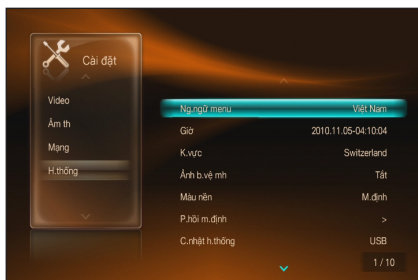 Cài đặt
Video
Âm th
Mạng
H.thống
Ng.ngữ menu Việt Nam
Giờ 2010.11.05-04:10:04
K.vực Switzerland
Ảnh b.vệ mh Tắt
Màu nền M.định
P.hồi m.định >
C.nhật h.thống USB
1 / 10